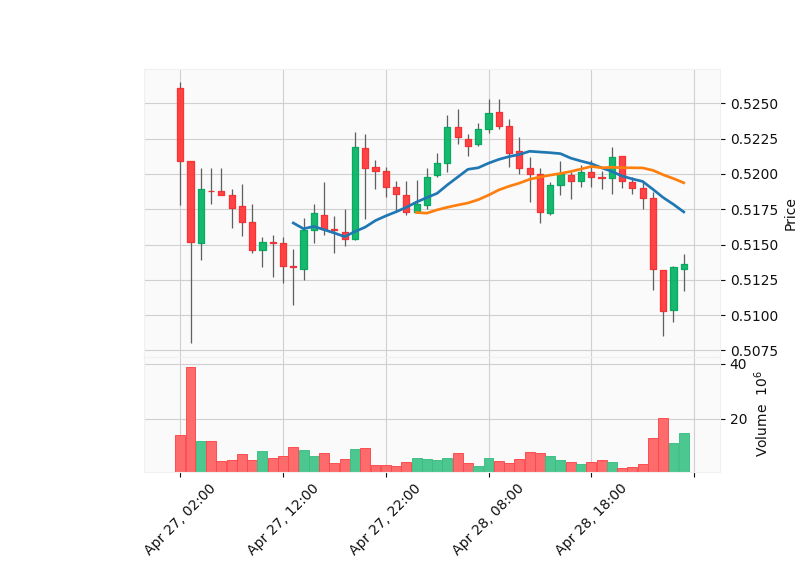 0.5250
0.5225
0.5200
0.5175
0.5150
0.5125
0.5100
0.5075
Price
40
20
Volume 10⁶
Apr 27, 02:00
Apr 27, 12:00
Apr 27, 22:00
Apr 28, 08:00
Apr 28, 18:00